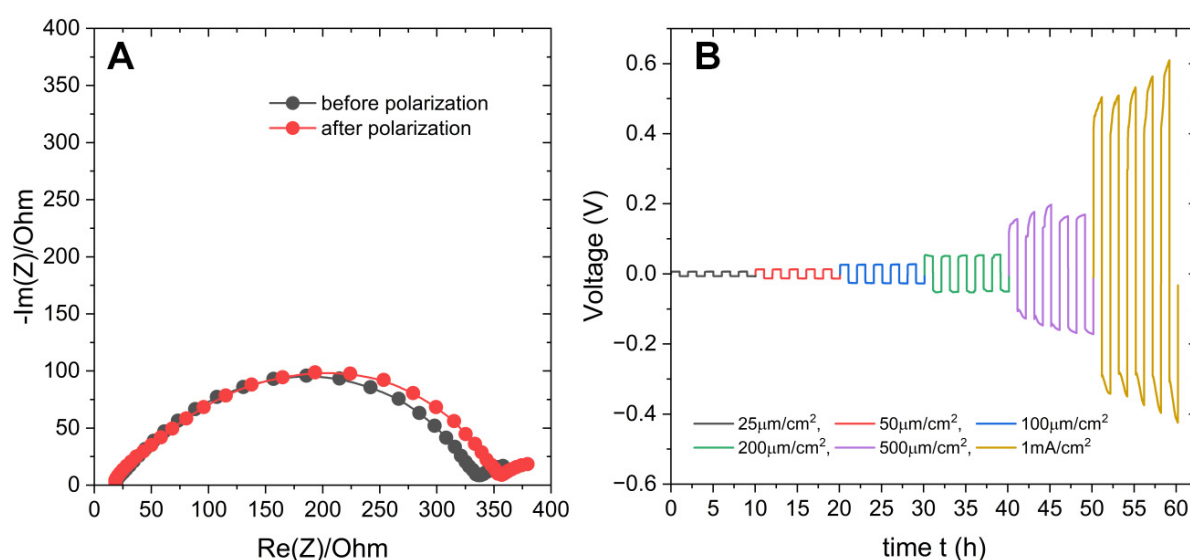 A
-Im(Z)/Ohm
400
350
300
250
200
150
100
50
0
before polarization
after polarization
0 50 100 150 200 250 300 350 400
Re(Z)/Ohm
B
Voltage (V)
0.6
0.4
0.2
0.0
−0.2
−0.4
−0.6
25μm/cm², 50μm/cm², 100μm/cm²
200μm/cm², 500μm/cm², 1mA/cm²
0 5 10 15 20 25 30 35 40 45 50 55 60
time t (h)